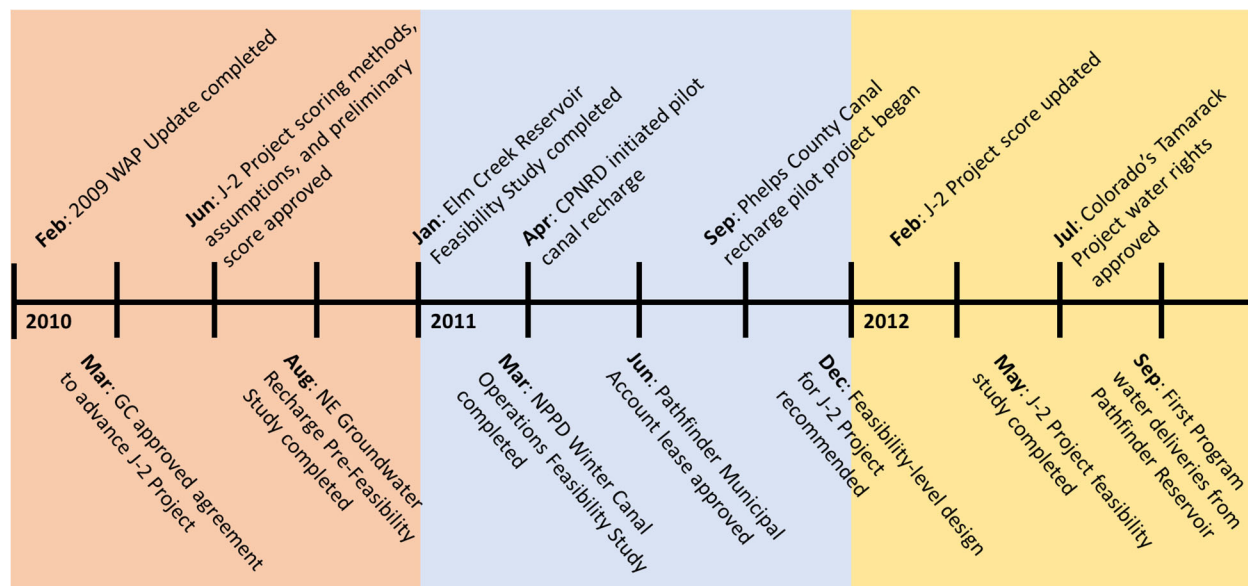 Feb: 2009 WAP Update completed
Jun: J-2 Project scoring methods,
assumptions, and preliminary
score approved
Jan: Elm Creek Reservoir
Feasibility Study completed
Apr: CPNRD initiated pilot
canal recharge
Sep: Phelps County Canal
recharge pilot project began
Feb: J-2 Project score updated
Jul: Colorado's Tamarack
Project water rights
approved
2010
2011
2012
Mar: GC approved agreement
to advance J-2 Project
Aug: NE Groundwater
Recharge Pre-Feasibility
Study completed
Mar: NPPD Winter Canal
Operations Feasibility Study
completed
Jun: Pathfinder Municipal
Account lease approved
Dec: Feasibility-level design
for J-2 Project
recommended
May: J-2 Project feasibility
study completed
Sep: First Program
water deliveries from
Pathfinder Reservoir